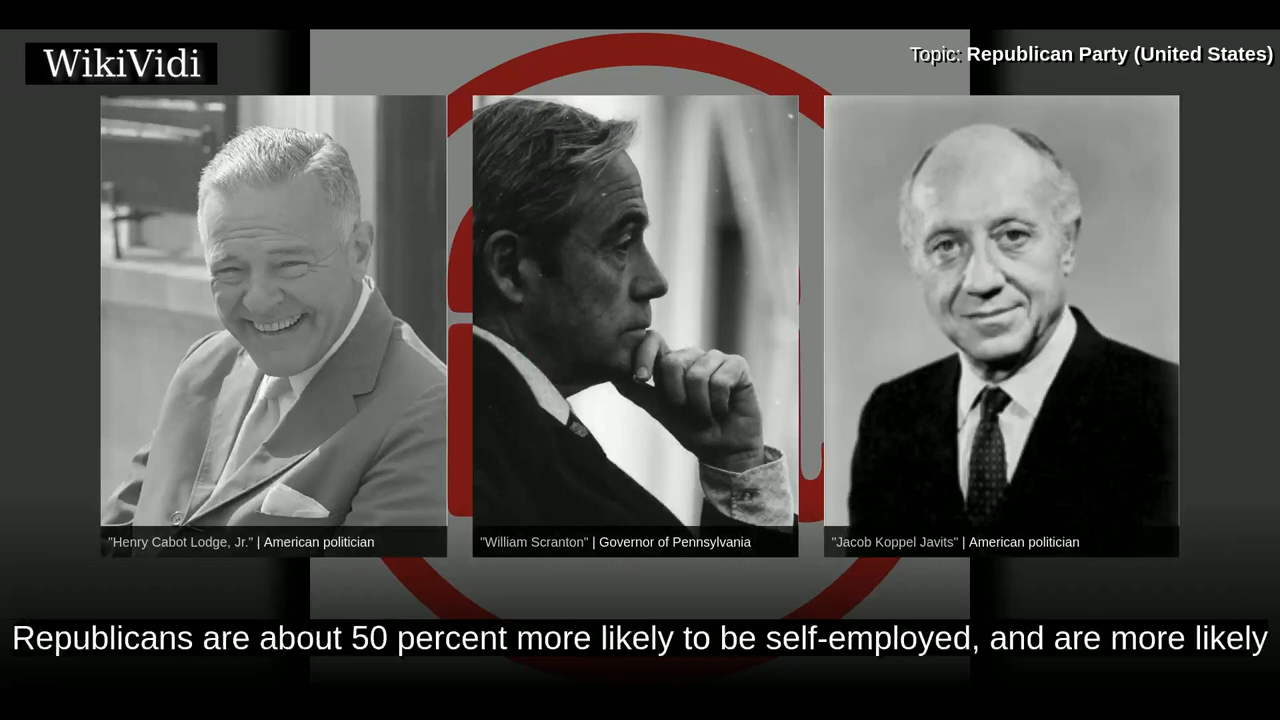 WikiVidi
Topic: Republican Party (United States)
"Henry Cabot Lodge, Jr." | American politician
"William Scranton" | Governor of Pennsylvania
"Jacob Koppel Javits" | American politician
Republicans are about 50 percent more likely to be self-employed, and are more likely